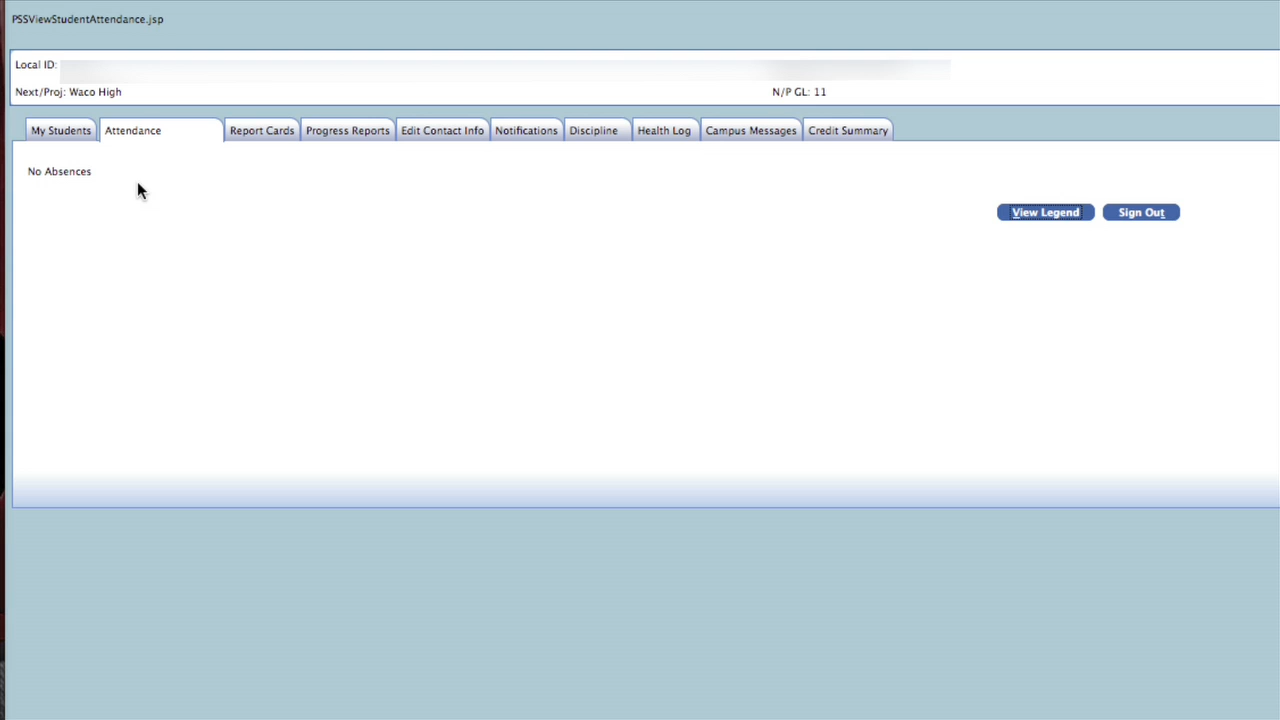 PSSViewStudentAttendance.jsp
Local ID:
Next/Proj: Waco High N/P GL: 11
My Students Attendance Report Cards Progress Reports Edit Contact Info Notifications Discipline Health Log Campus Messages Credit Summary
No Absences
View Legend Sign Out